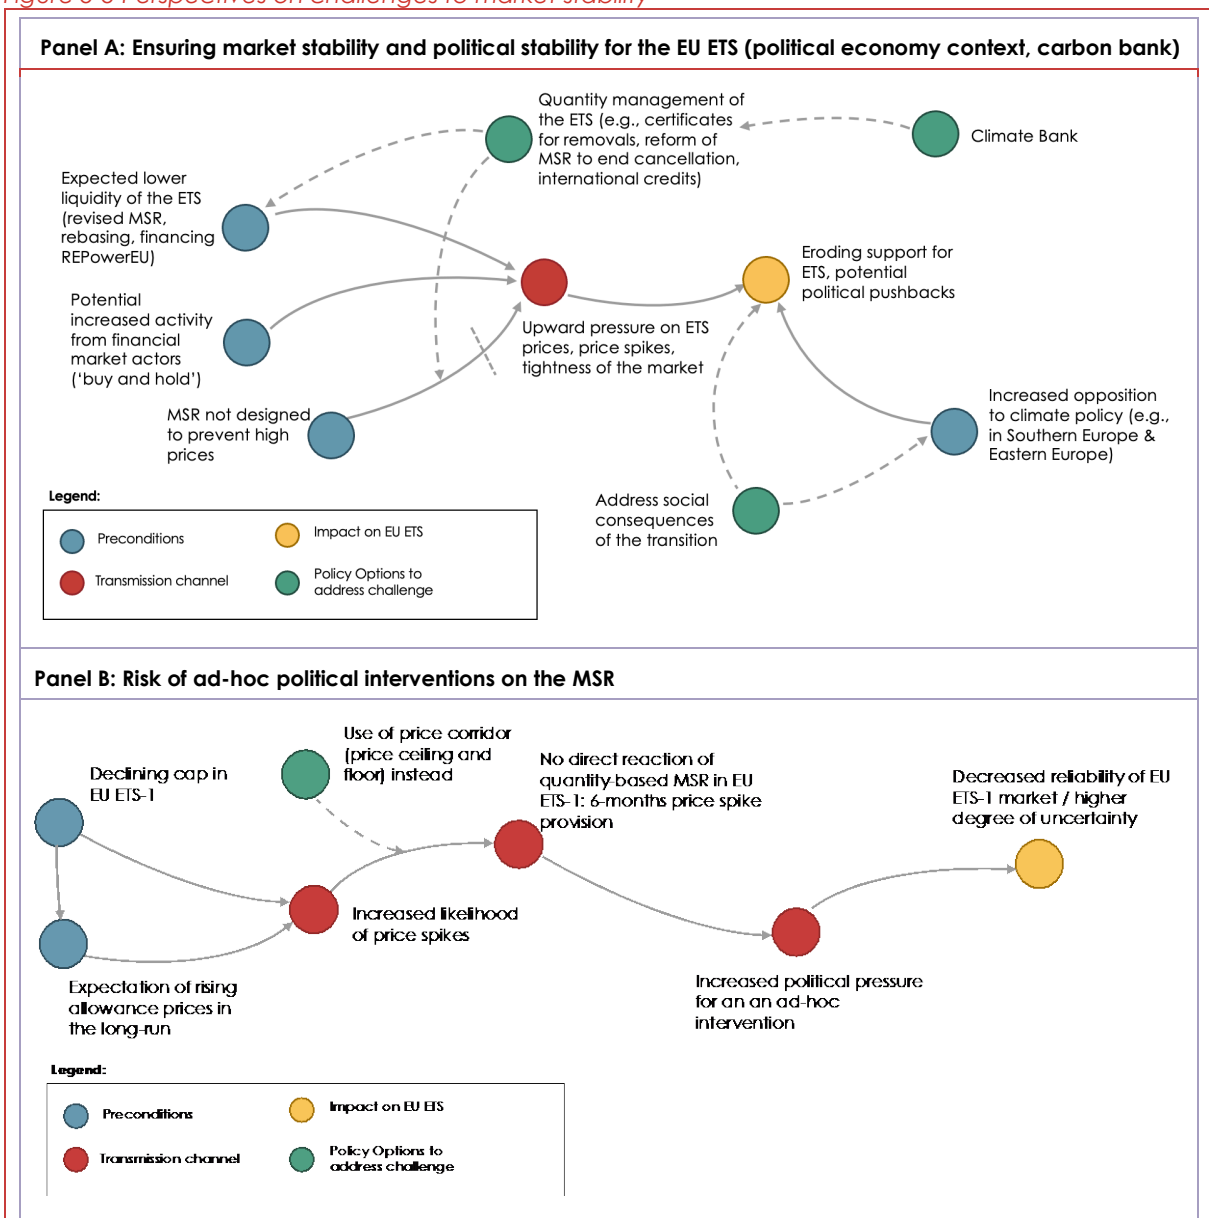 Figure 6-6 Perspectives on challenges to market stability
Panel A: Ensuring market stability and political stability for the EU ETS (political economy context, carbon bank)
Quantity management of
the ETS (e.g., certificates
for removals, reform of
MSR to end cancellation,
international credits)
Climate Bank
Expected lower
liquidity of the ETS
(revised MSR,
rebasing, financing
REPowerEU)
Eroding support for
ETS, potential
political pushbacks
Potential
increased activity
from financial
market actors
(‘buy and hold’)
Upward pressure on ETS
prices, price spikes,
tightness of the market
MSR not designed
to prevent high
prices
Increased opposition
to climate policy (e.g.,
in Southern Europe &
Eastern Europe)
Address social
consequences
of the transition
Legend:
Preconditions
Impact on EU ETS
Transmission channel
Policy Options to
address challenge
Panel B: Risk of ad-hoc political interventions on the MSR
Use of price corridor
(price ceiling and
floor) instead
Declining cap in
EU ETS-1
No direct reaction of
quantity-based MSR in EU
ETS-1: 6-months price spike
provision
Decreased reliability of EU
ETS-1 market / higher
degree of uncertainty
Increased likelihood
of price spikes
Expectation of rising
allowance prices in
the long-run
Increased political pressure
for an an ad-hoc
intervention
Legend:
Preconditions
Impact on EU ETS
Transmission channel
Policy Options to
address challenge